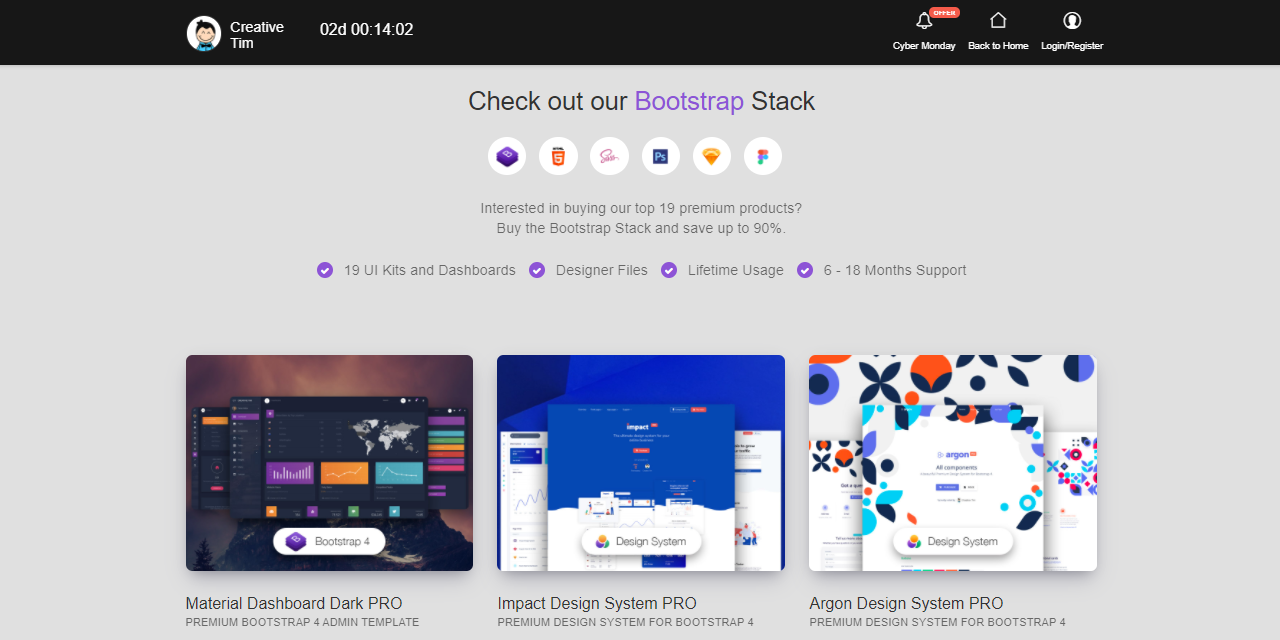 Creative
Tim
02d 00:14:02
OFFER
Cyber Monday
Back to Home
Login/Register
Check out our Bootstrap Stack
HTML
5
Sass
Ps
Interested in buying our top 19 premium products?
Buy the Bootstrap Stack and save up to 90%.
19 UI Kits and Dashboards
Designer Files
Lifetime Usage
6 - 18 Months Support
B
Bootstrap 4
impact
Design System
argon
All components
Design System
Material Dashboard Dark PRO
PREMIUM BOOTSTRAP 4 ADMIN TEMPLATE
Impact Design System PRO
PREMIUM DESIGN SYSTEM FOR BOOTSTRAP 4
Argon Design System PRO
PREMIUM DESIGN SYSTEM FOR BOOTSTRAP 4